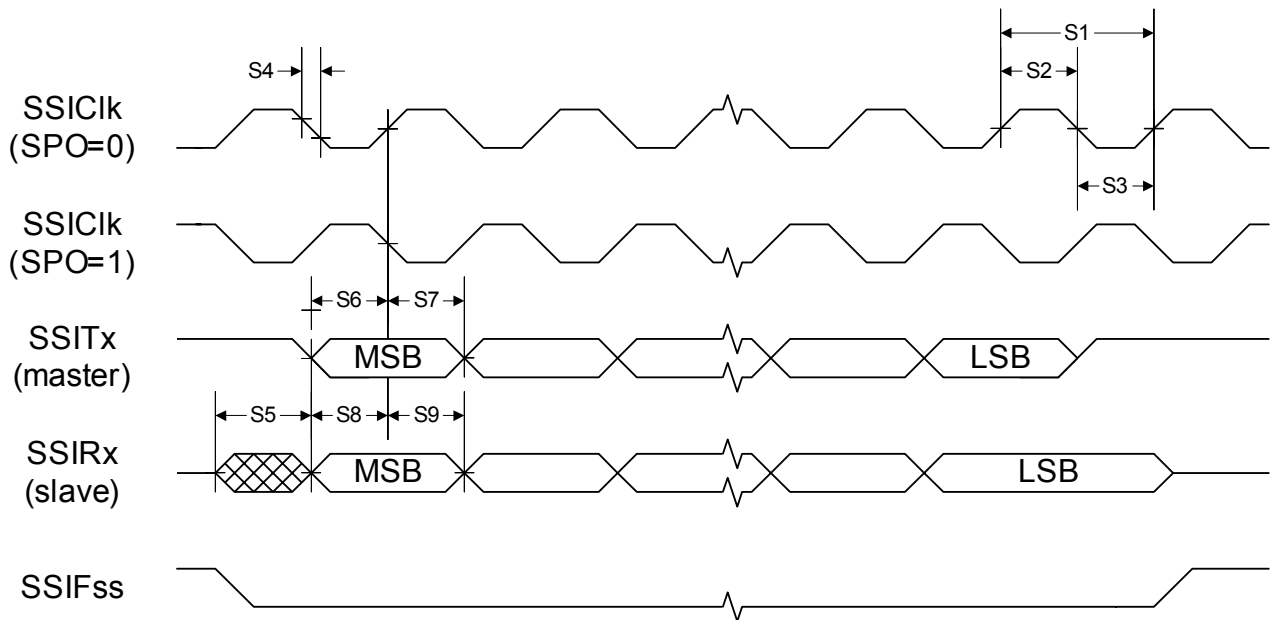 S1
S4
S2
SSIClk
(SPO=0)
S3
SSIClk
(SPO=1)
S6
S7
SSITx
(master)
MSB
LSB
S5
S8
S9
SSIRx
(slave)
MSB
LSB
SSIFss